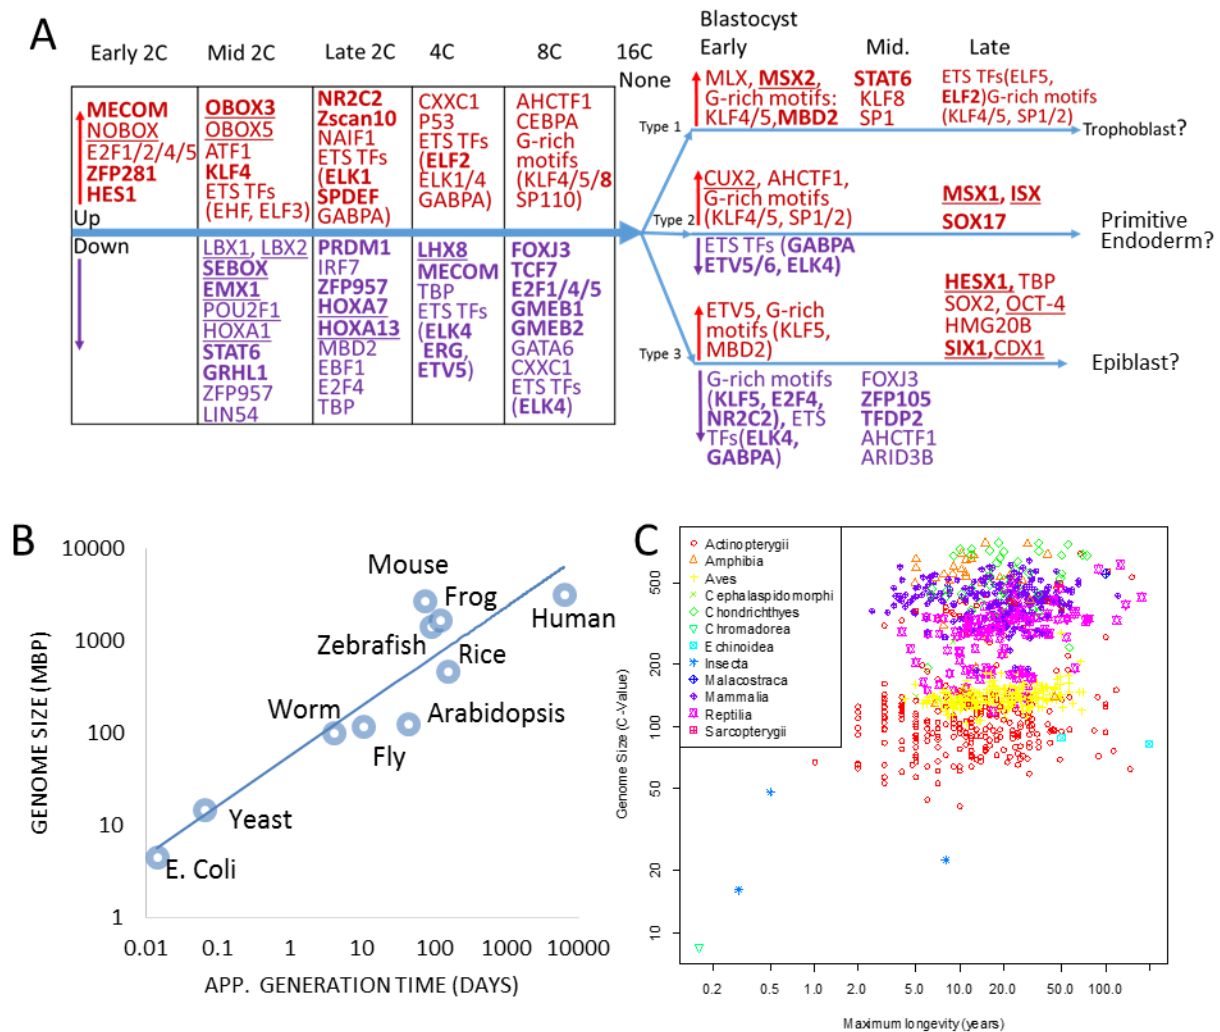 A
Early 2C
Mid 2C
Late 2C
4C
8C
16C
None
Blastocyst
Early
Mid.
Late
MECOM
NOBOX
E2F1/2/4/5
ZFP281
HES1
Up
OBOX3
OBOX5
ATF1
KLF4
ETS TFs
(EHF, ELF3)
NR2C2
Zscan10
NAIF1
ETS TFs
(ELK1
SPDEF
GABPA)
CXXC1
P53
ETS TFs
(ELF2
ELK1/4
GABPA)
AHCTF1
CEBPA
G-rich
motifs
(KLF4/5/8
SP110)
Down
LBX1, LBX2
SEBOX
EMX1
POU2F1
HOXA1
STAT6
GRHL1
ZFP957
LIN54
PRDM1
IRF7
ZFP957
HOXA7
HOXA13
MBD2
EBF1
E2F4
TBP
LHX8
MECOM
TBP
ETS TFs
(ELK4
ERG,
ETV5)
FOXJ3
TCF7
E2F1/4/5
GMEB1
GMEB2
GATA6
CXXC1
ETS TFs
(ELK4)
Type 1
MLX, MSX2,
G-rich motifs:
KLF4/5,MBD2
STAT6
KLF8
SP1
ETS TFs(ELF5,
ELF2)G-rich motifs
(KLF4/5, SP1/2)
Trophoblast?
Type 2
CUX2, AHCTF1,
G-rich motifs
(KLF4/5, SP1/2)
ETS TFs (GABPA
ETV5/6, ELK4)
MSX1, ISX
SOX17
Primitive
Endoderm?
Type 3
ETV5, G-rich
motifs (KLF5,
MBD2)
HESX1, TBP
SOX2, OCT-4
HMG20B
SIX1,CDX1
Epiblast?
G-rich motifs
(KLF5, E2F4,
NR2C2), ETS
TFs(ELK4,
GABPA)
FOXJ3
ZFP105
TFDP2
AHCTF1
ARID3B
B
GENOME SIZE (MBP)
10000
1000
100
10
1
Mouse
Frog
Human
Zebrafish
Rice
Worm
Arabidopsis
Fly
Yeast
E. Coli
0.01
0.1
1
10
100
1000
10000
APP. GENERATION TIME (DAYS)
C
Genome Size (C-Value)
500
200
100
50
20
10
Actinopterygii
Amphibia
Aves
Cephalaspidomorphi
Chondrichthyes
Chromadorea
Echinoidea
Insecta
Malacostraca
Mammalia
Reptilia
Sarcopterygii
0.2
0.5
1.0
2.0
5.0
10.0
20.0
50.0
100.0
Maximum longevity (years)